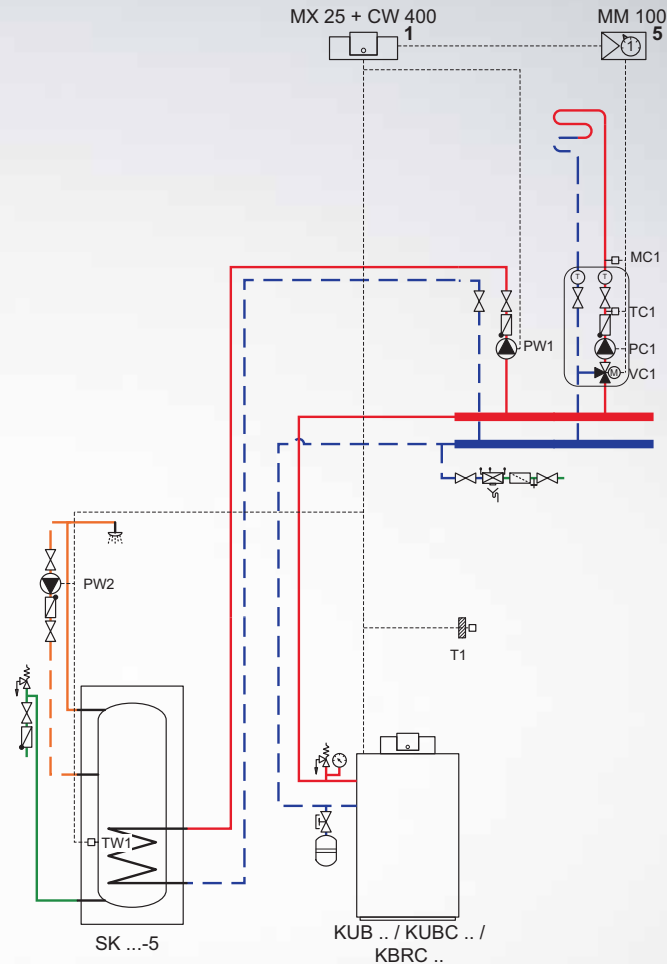 MX 25 + CW 400
1
MM 100
5
1
MC1
T
T
TC1
PW1
PC1
M
VC1
PW2
T1
TW1
SK ...-5
KUB .. / KUBC .. /
KBRC ..